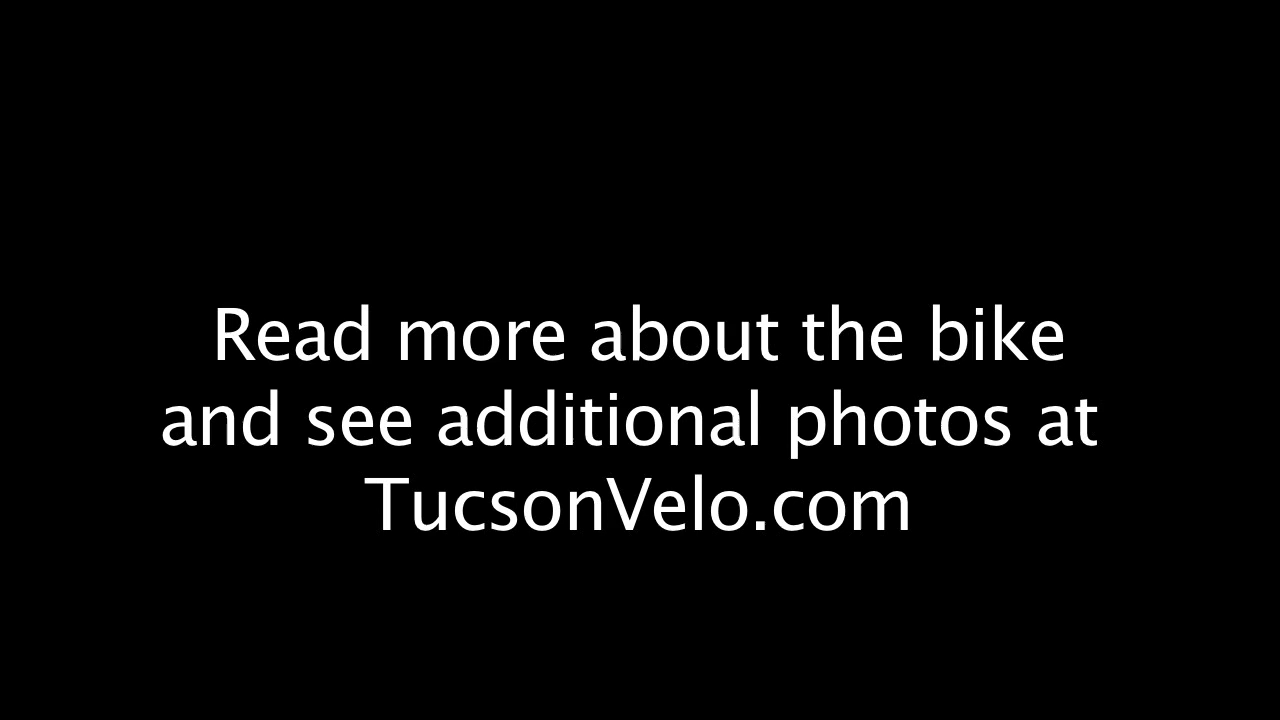 Read more about the bike
and see additional photos at
TucsonVelo.com